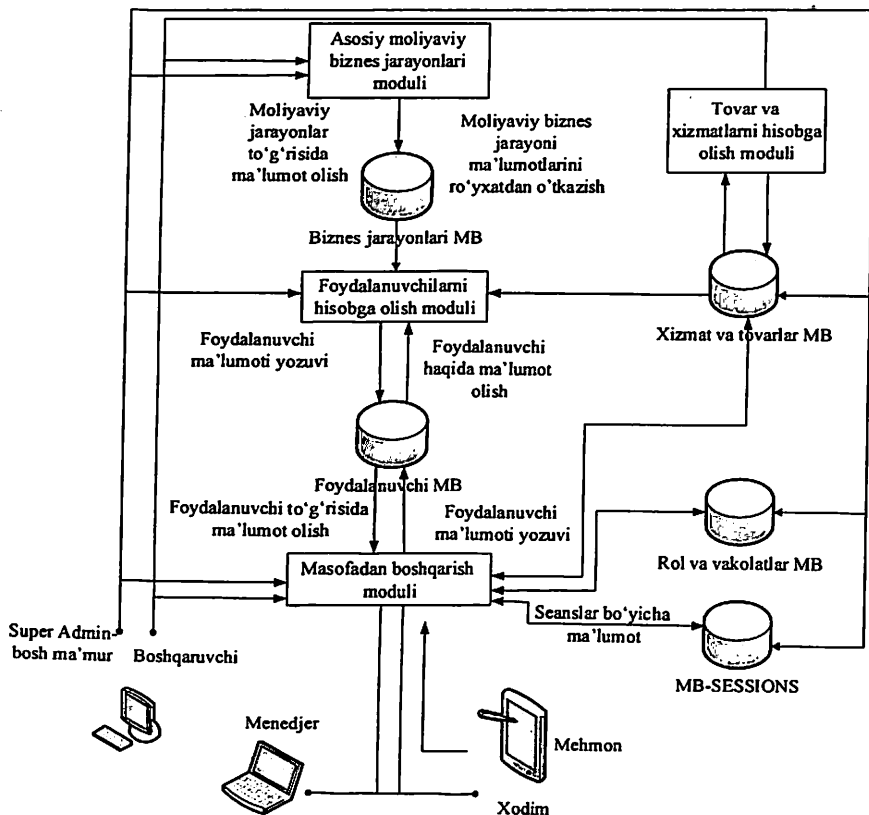 Asosiy moliyaviy
biznes jarayonlari
moduli
Moliyaviy
jarayonlar
to‘g‘risida
ma’lumot olish
Moliyaviy biznes
jarayoni
ma’lumotlarini
ro‘yxatdan o‘tkazish
Tovar va
xizmatlarni hisobga
olish moduli
Biznes jarayonlari MB
Foydalanuvchilarni
hisobga olish moduli
Xizmat va tovarlar MB
Foydalanuvchi
ma’lumoti yozuvi
Foydalanuvchi
haqida ma’lumot
olish
Foydalanuvchi MB
Foydalanuvchi to‘g‘risida
ma’lumot olish
Foydalanuvchi
ma’lumoti yozuvi
Rol va vakolatlar MB
Masofadan boshqarish
moduli
Seanslar bo‘yicha
ma’lumot
MB-SESSIONS
Super Admin-
bosh ma’mur
Boshqaruvchi
Menedjer
Mehmon
Xodim